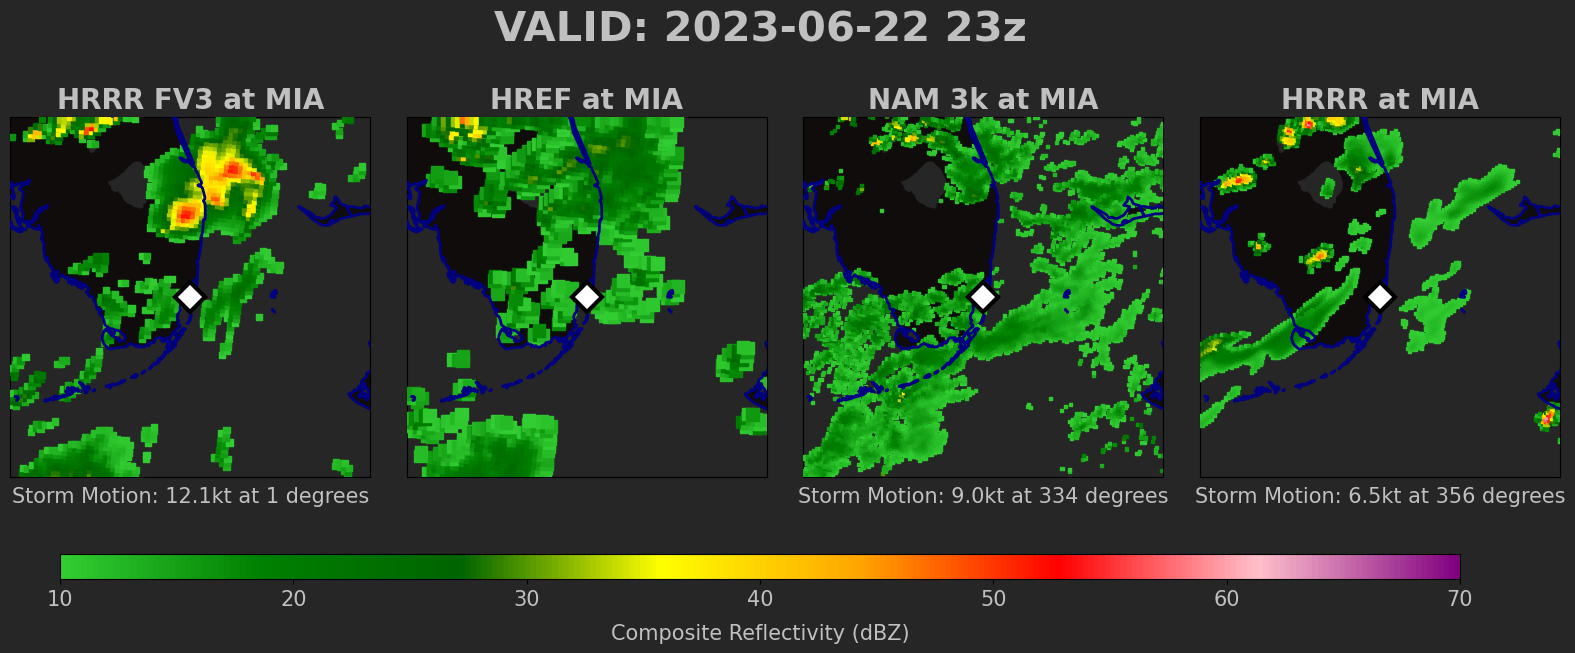 VALID: 2023-06-22 23z
HRRR FV3 at MIA
HREF at MIA
NAM 3k at MIA
HRRR at MIA
Storm Motion: 12.1kt at 1 degrees
Storm Motion: 9.0kt at 334 degrees
Storm Motion: 6.5kt at 356 degrees
10 20 30 40 50 60 70
Composite Reflectivity (dBZ)